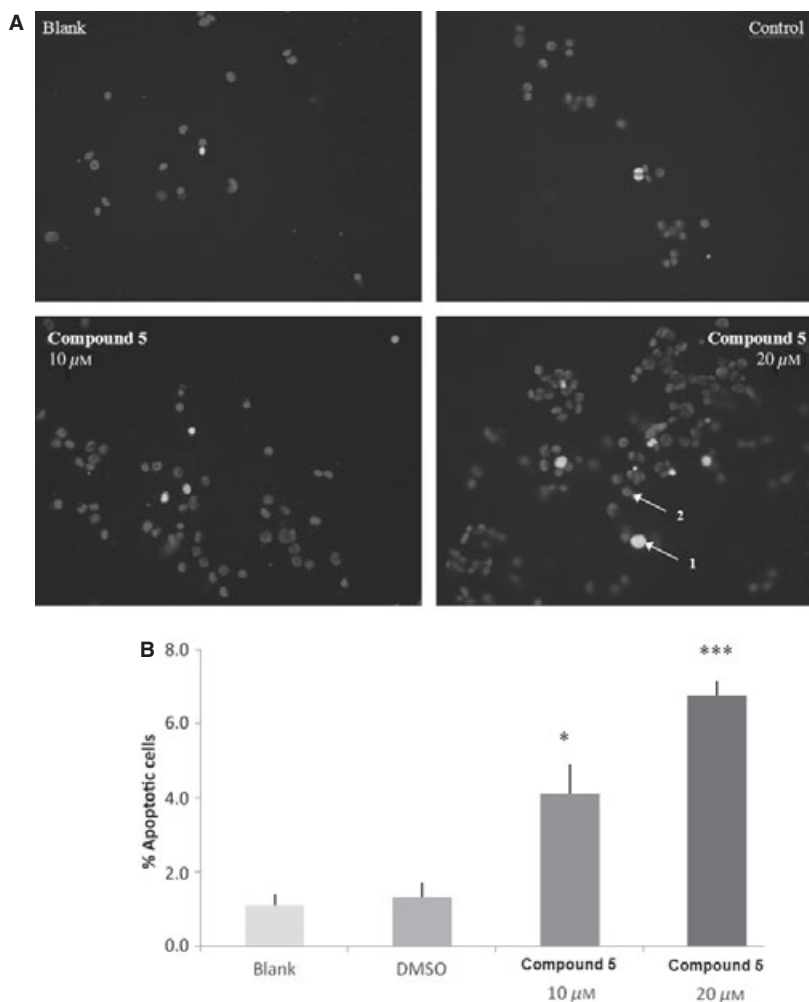 A
Blank
Control
Compound 5
10 µM
Compound 5
20 µM
2
1
B
8.0
6.0
4.0
2.0
0.0
% Apoptotic cells
*
***
Blank
DMSO
Compound 5
10 µM
Compound 5
20 µM